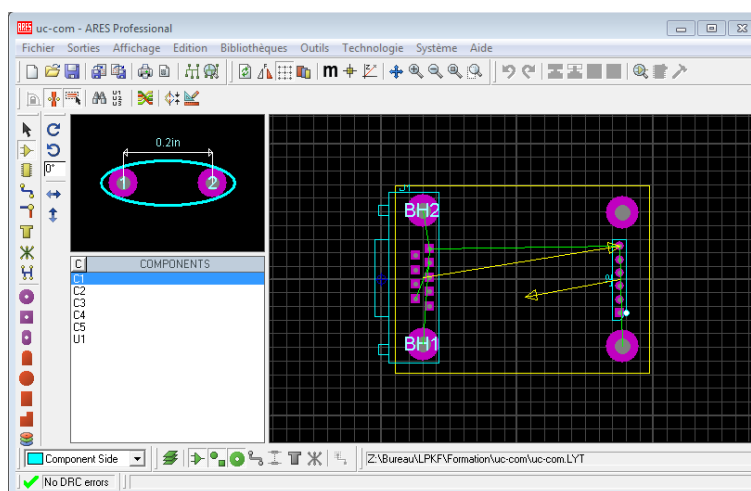 ARES uc-com - ARES Professional
Fichier Sorties Affichage Edition Bibliothèques Outils Technologie Système Aide
m
0°
0.2in
1 2
C COMPONENTS
C1
C2
C3
C4
C5
U1
BH2
BH1
Component Side
Z:\Bureau\LPKF\Formation\uc-com\uc-com.LYT
No DRC errors